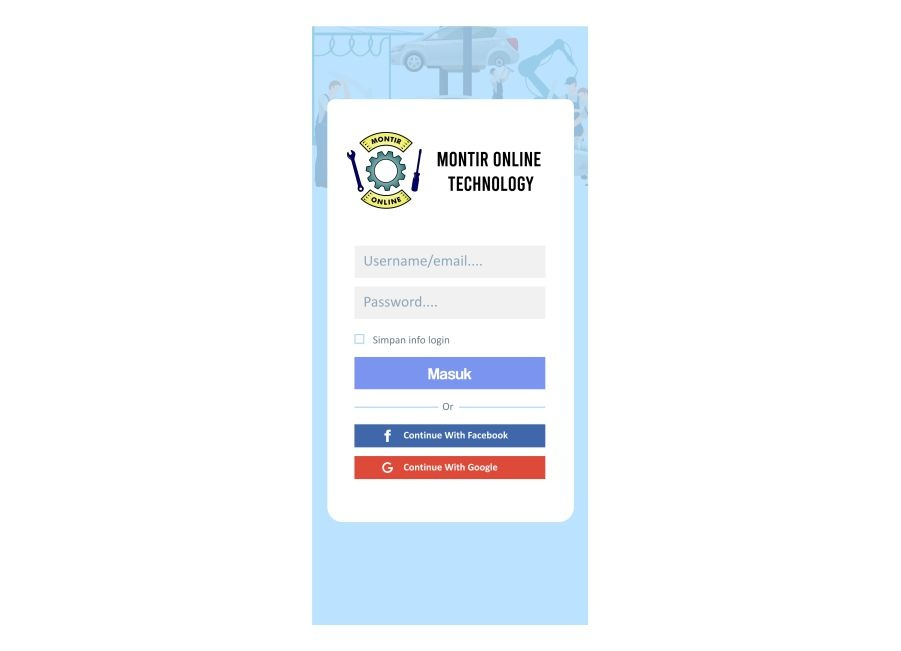 MONTIR
ONLINE
MONTIR ONLINE
TECHNOLOGY
Username/email....
Password....
Simpan info login
Masuk
Or
Continue With Facebook
Continue With Google